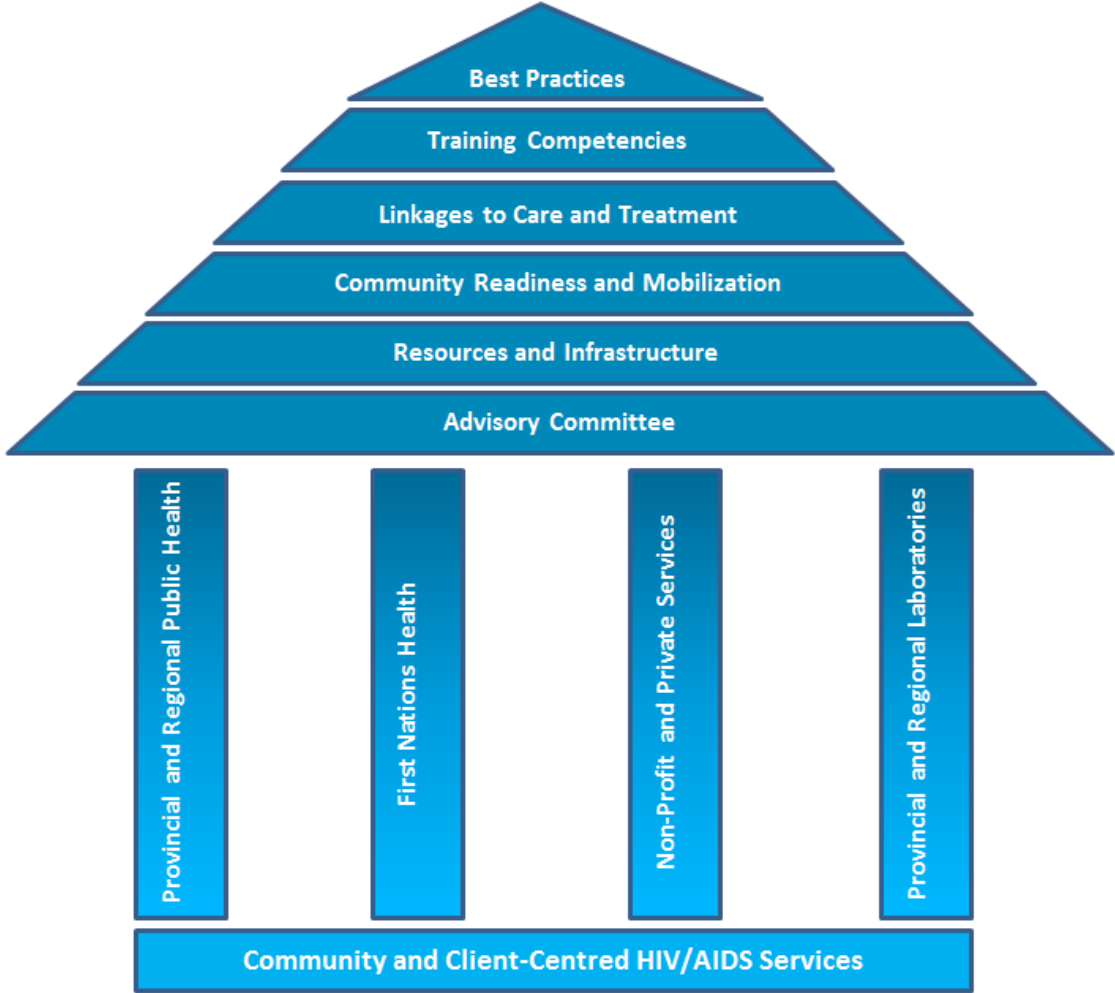 Best Practices
Training Competencies
Linkages to Care and Treatment
Community Readiness and Mobilization
Resources and Infrastructure
Advisory Committee
Provincial and Regional Public Health
First Nations Health
Non-Profit and Private Services
Provincial and Regional Laboratories
Community and Client-Centred HIV/AIDS Services